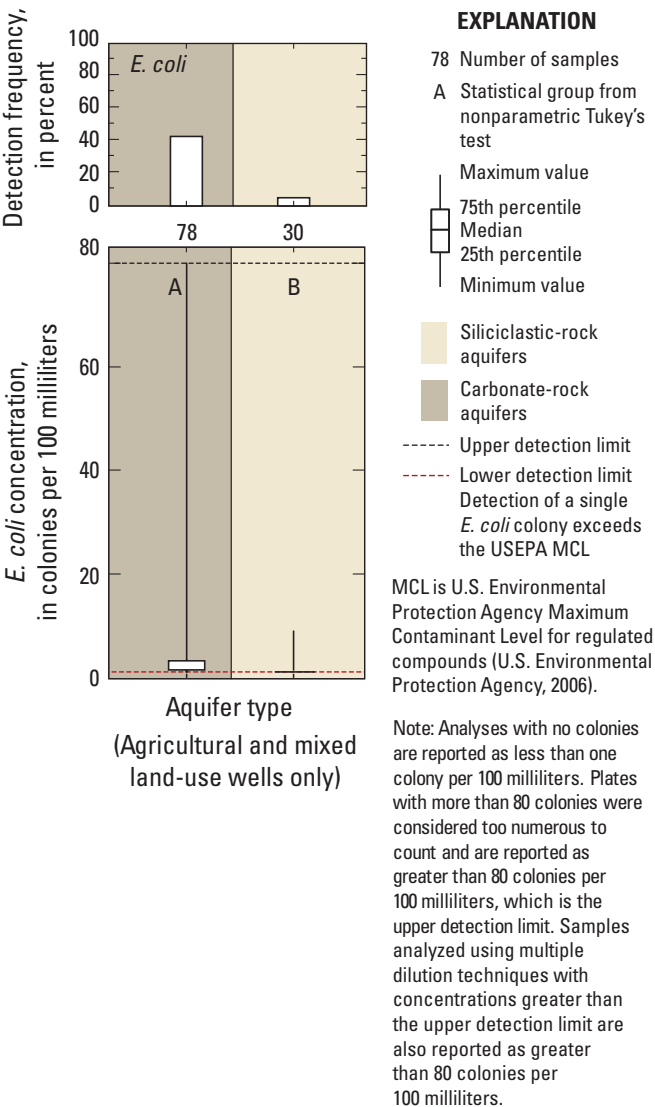 Detection frequency,
in percent
100
80
60
40
20
0
E. coli
78
30
E. coli concentration,
in colonies per 100 milliliters
80
60
40
20
0
A
B
Aquifer type
(Agricultural and mixed
land-use wells only)
EXPLANATION
78 Number of samples
A Statistical group from
nonparametric Tukey's
test
Maximum value
75th percentile
Median
25th percentile
Minimum value
Siliciclastic-rock
aquifers
Carbonate-rock
aquifers
Upper detection limit
Lower detection limit
Detection of a single
E. coli colony exceeds
the USEPA MCL
MCL is U.S. Environmental
Protection Agency Maximum
Contaminant Level for regulated
compounds (U.S. Environmental
Protection Agency, 2006).
Note: Analyses with no colonies
are reported as less than one
colony per 100 milliliters. Plates
with more than 80 colonies were
considered too numerous to
count and are reported as
greater than 80 colonies per
100 milliliters, which is the
upper detection limit. Samples
analyzed using multiple
dilution techniques with
concentrations greater than
the upper detection limit are
also reported as greater
than 80 colonies per
100 milliliters.